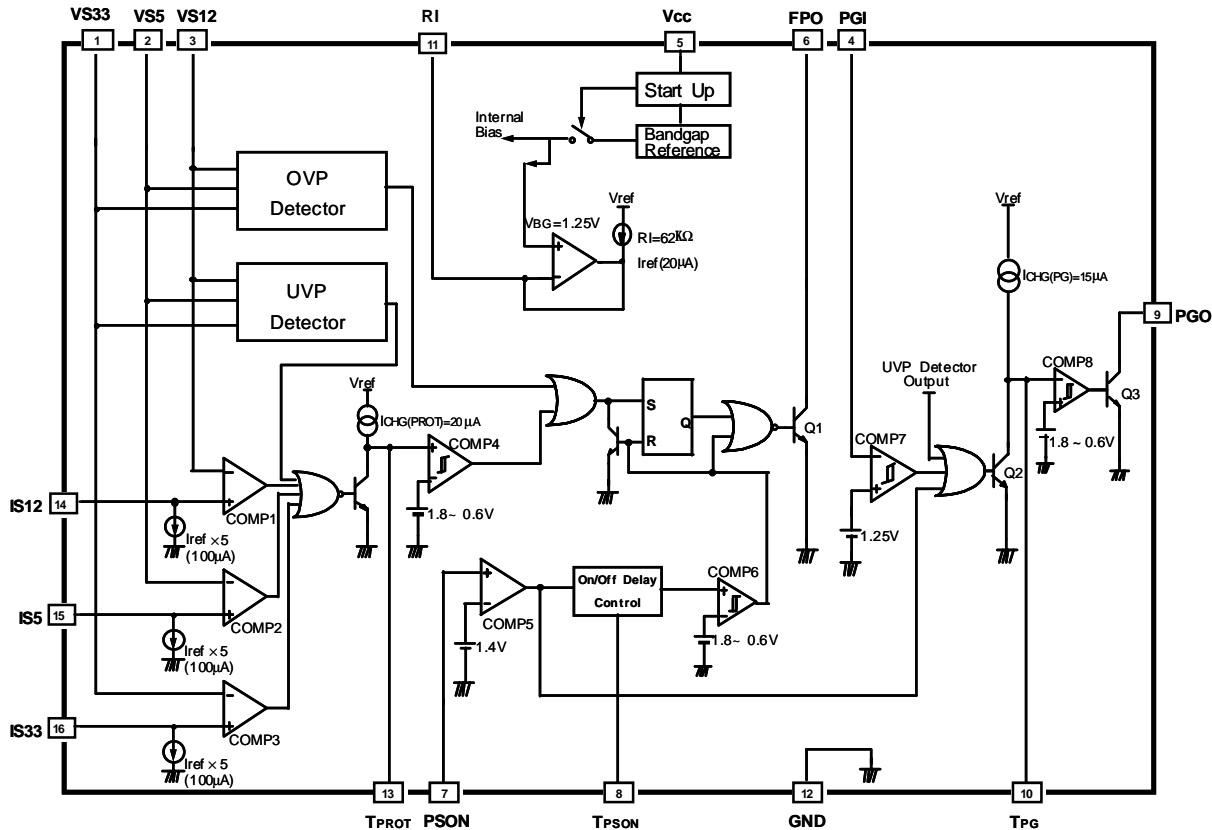 VS33 VS5 VS12 RI Vcc FPO PGI
1 2 3 11 5 6 4
Start Up
Internal
Bias
Bandgap
Reference
OVP
Detector
Vref
VBG=1.25V
RI=62KΩ
Iref(20μA)
Vref
ICHG(PG)=15μA
UVP
Detector
9 PGO
COMP8
UVP Detector
Output
Vref
ICHG(PROT)=20μA
S
Q
R
Q3
Q1
COMP4
COMP7
1.8~ 0.6V
Q2
IS12 14
COMP1
1.8~ 0.6V
1.25V
Iref ×5
(100μA)
On/Off Delay
Control
COMP6
IS5 15
COMP2
COMP5
1.4V
1.8~ 0.6V
Iref ×5
(100μA)
IS33 16
COMP3
Iref ×5
(100μA)
13 7 8 12 10
TPROT PSON TPSON GND TPG